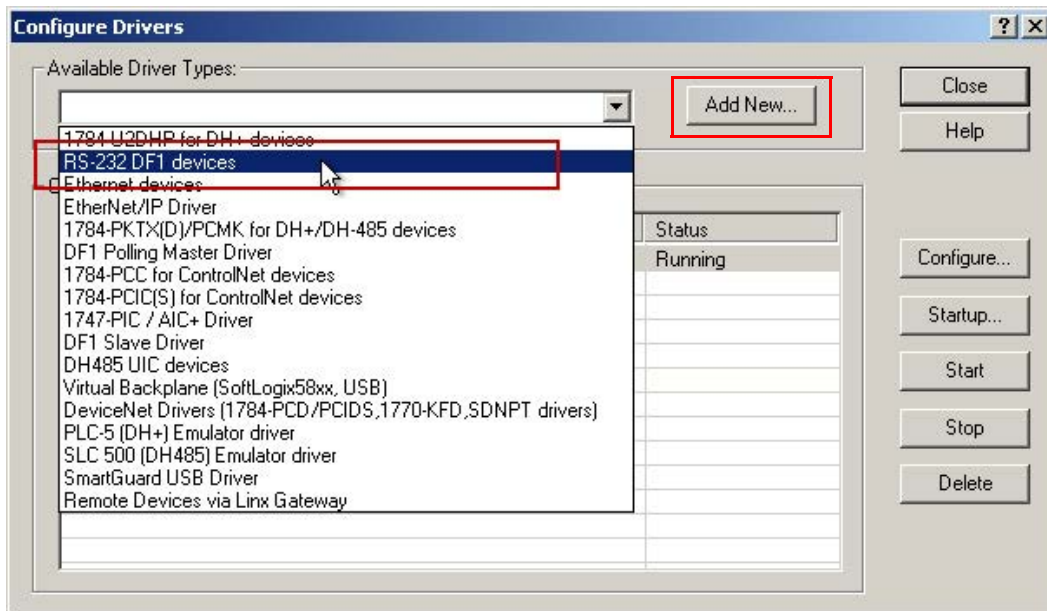 Configure Drivers
Available Driver Types:
Add New...
Close
Help
1784-U2DHP for DH+ devices
RS-232 DF1 devices
Ethernet devices
EtherNet/IP Driver
1784-PKTX(D)/PCMK for DH+/DH-485 devices
DF1 Polling Master Driver
1784-PCC for ControlNet devices
1784-PCIC(S) for ControlNet devices
1747-PIC / AIC+ Driver
DF1 Slave Driver
DH485 UIC devices
Virtual Backplane (SoftLogix58xx, USB)
DeviceNet Drivers (1784-PCD/PCIDS,1770-KFD,SDNPT drivers)
PLC-5 (DH+) Emulator driver
SLC 500 (DH485) Emulator driver
SmartGuard USB Driver
Remote Devices via Linx Gateway
Status
Running
Configure...
Startup...
Start
Stop
Delete